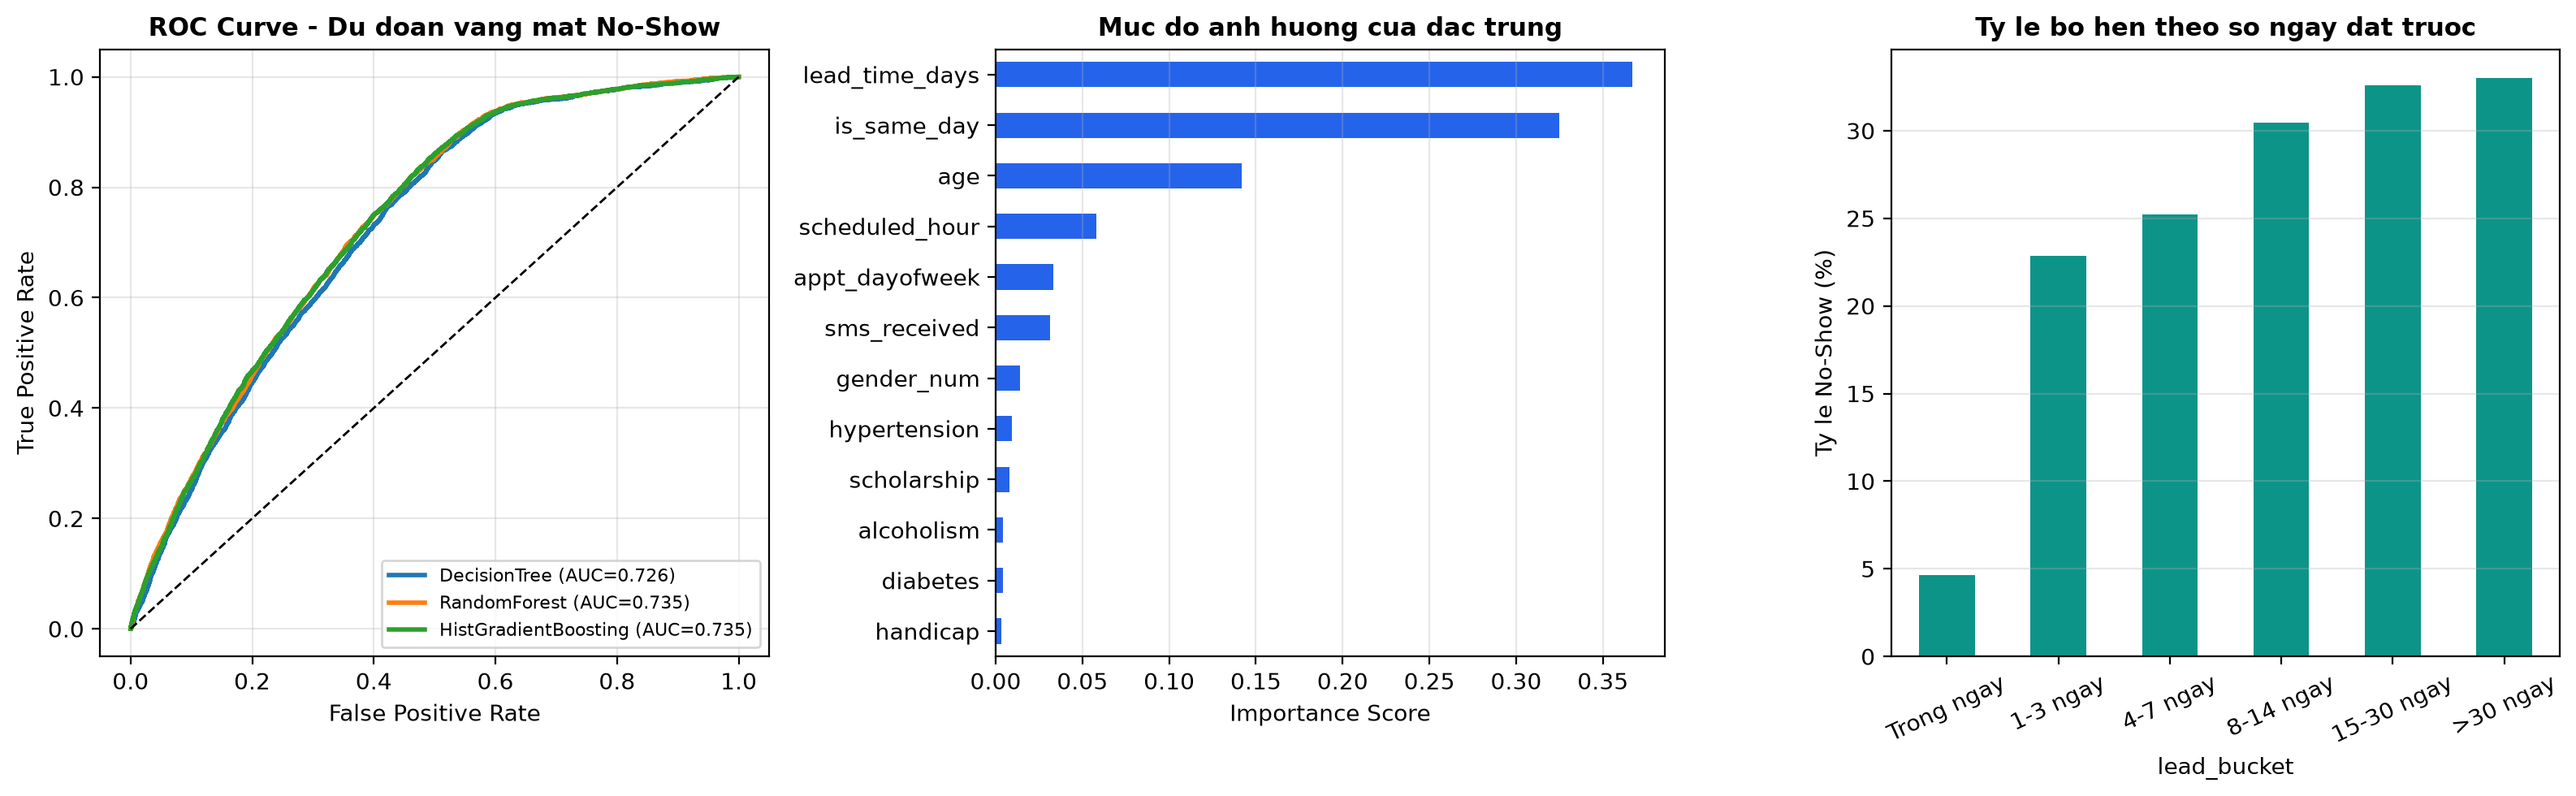 ROC Curve - Du doan vang mat No-Show
True Positive Rate
1.0
0.8
0.6
0.4
0.2
0.0
DecisionTree (AUC=0.726)
RandomForest (AUC=0.735)
HistGradientBoosting (AUC=0.735)
0.0 0.2 0.4 0.6 0.8 1.0
False Positive Rate
Muc do anh huong cua dac trung
lead_time_days
is_same_day
age
scheduled_hour
appt_dayofweek
sms_received
gender_num
hypertension
scholarship
alcoholism
diabetes
handicap
0.00 0.05 0.10 0.15 0.20 0.25 0.30 0.35
Importance Score
Ty le bo hen theo so ngay dat truoc
Ty le No-Show (%)
30
25
20
15
10
5
0
Trong ngay 1-3 ngay 4-7 ngay 8-14 ngay 15-30 ngay >30 ngay
lead_bucket